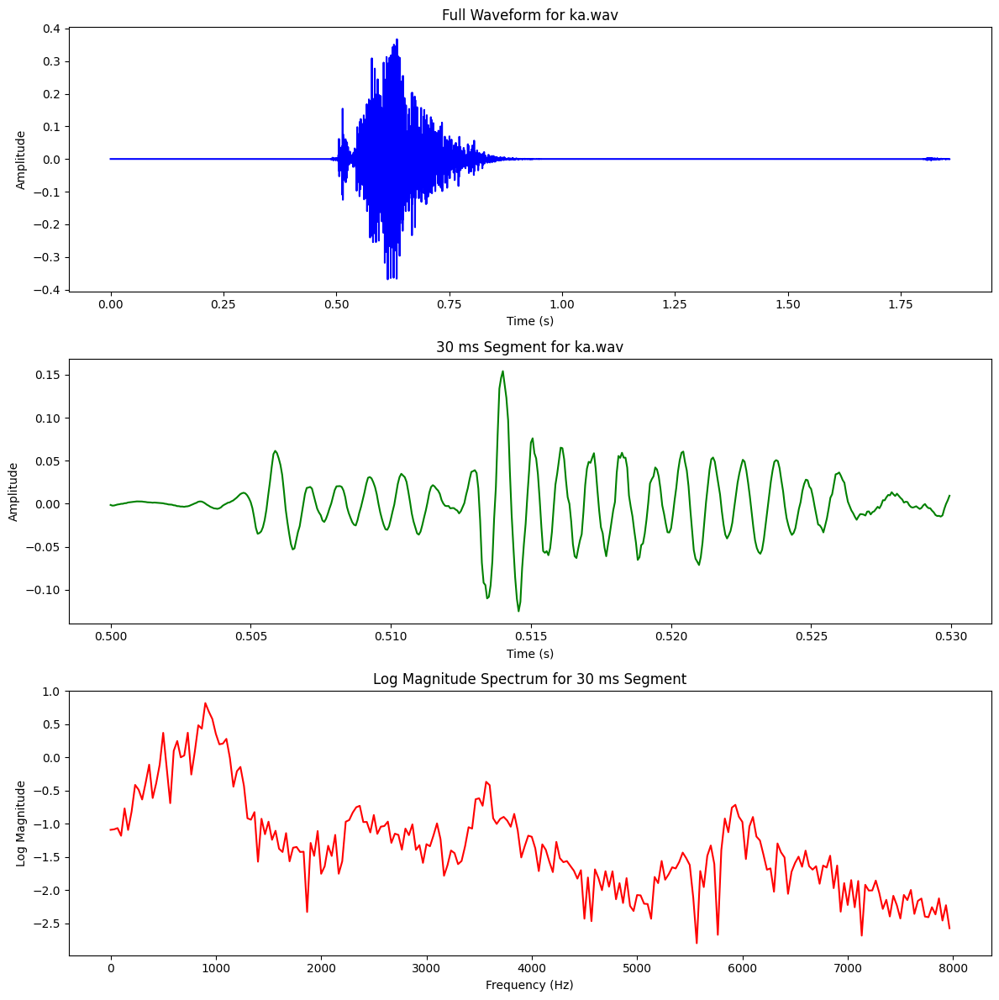 Full Waveform for ka.wav
0.4
0.3
0.2
0.1
0.0
−0.1
−0.2
−0.3
−0.4
Amplitude
0.00 0.25 0.50 0.75 1.00 1.25 1.50 1.75
Time (s)
30 ms Segment for ka.wav
0.15
0.10
0.05
0.00
−0.05
−0.10
Amplitude
0.500 0.505 0.510 0.515 0.520 0.525 0.530
Time (s)
Log Magnitude Spectrum for 30 ms Segment
1.0
0.5
0.0
−0.5
−1.0
−1.5
−2.0
−2.5
Log Magnitude
0 1000 2000 3000 4000 5000 6000 7000 8000
Frequency (Hz)